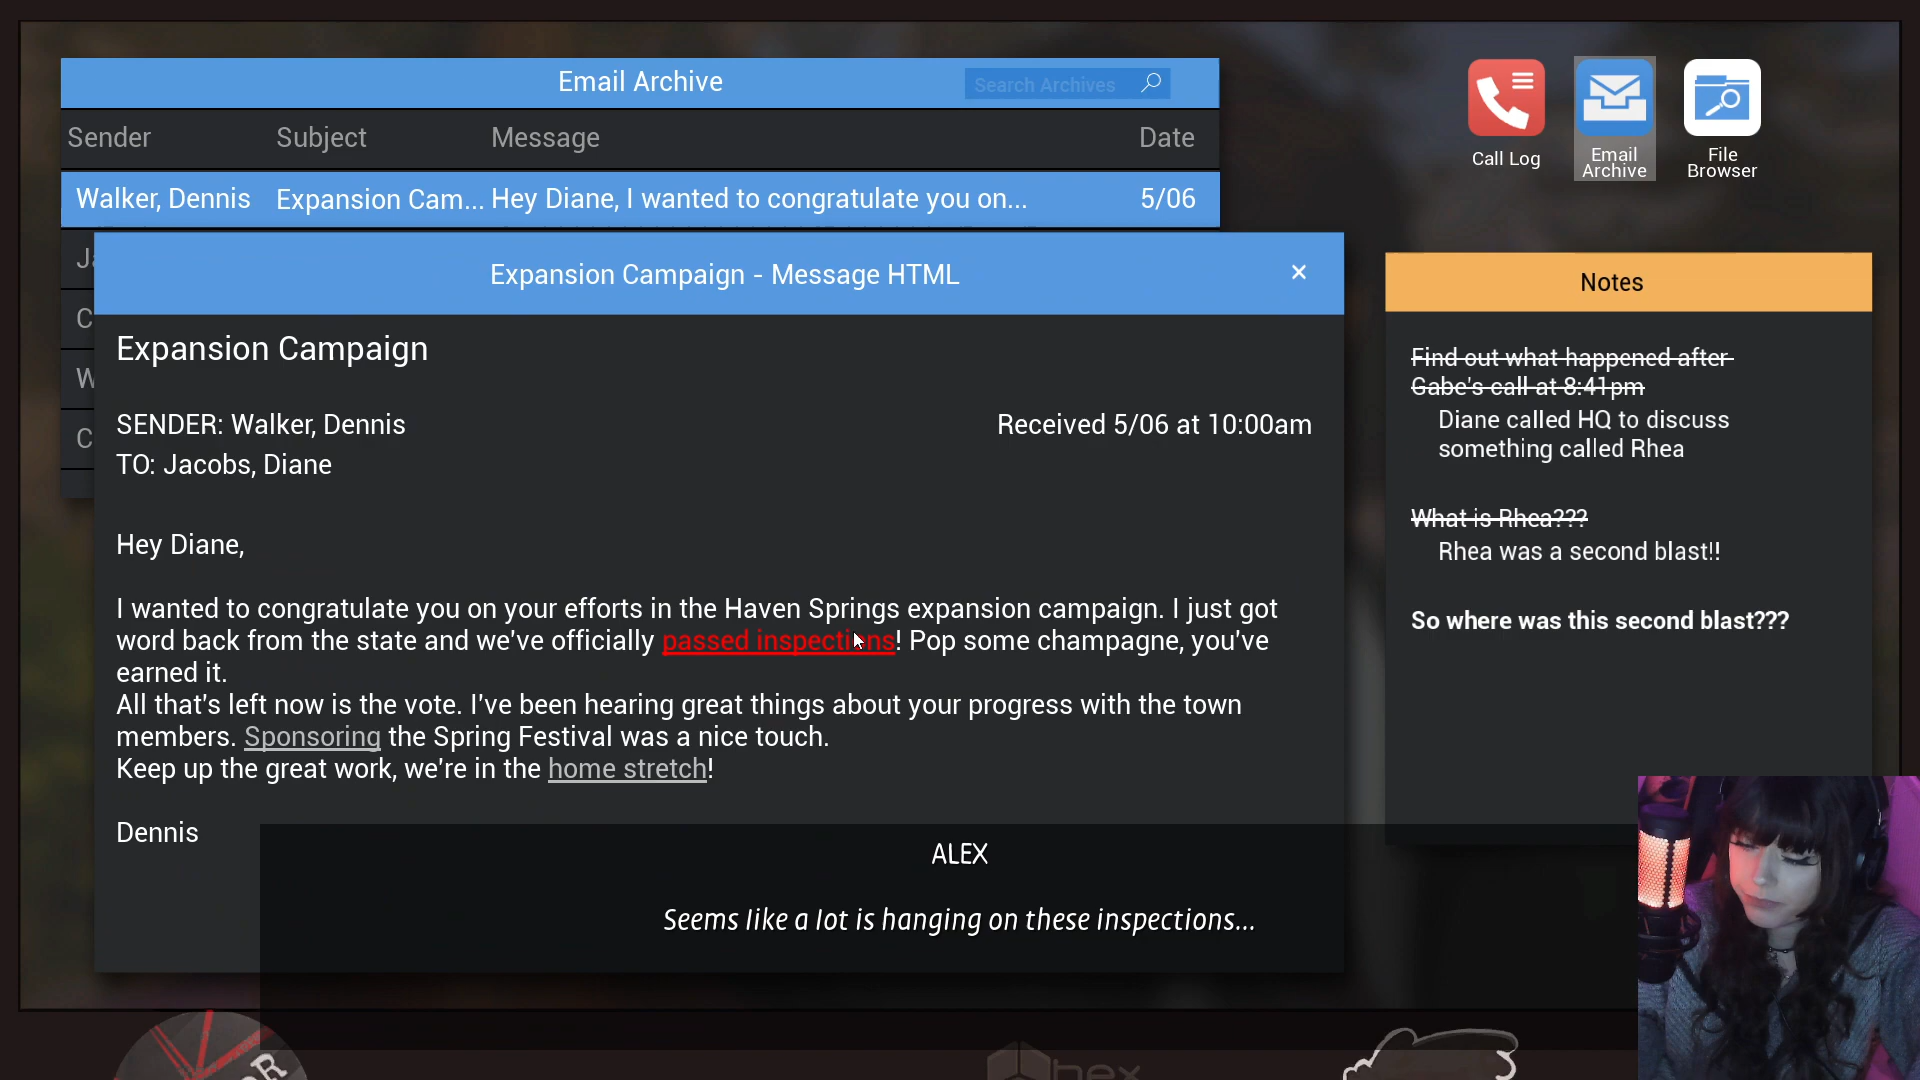 Email Archive
Search Archives
Sender Subject Message Date
Walker, Dennis Expansion Cam... Hey Diane, I wanted to congratulate you on... 5/06
Ja
C
W
C
Expansion Campaign - Message HTML
×
Expansion Campaign
SENDER: Walker, Dennis
Received 5/06 at 10:00am
TO: Jacobs, Diane
Hey Diane,
I wanted to congratulate you on your efforts in the Haven Springs expansion campaign. I just got
word back from the state and we've officially passed inspections! Pop some champagne, you've
earned it.
All that's left now is the vote. I've been hearing great things about your progress with the town
members. Sponsoring the Spring Festival was a nice touch.
Keep up the great work, we're in the home stretch!
Dennis
Call Log
Email
Archive
File
Browser
Notes
Find out what happened after
Gabe's call at 8:41pm
Diane called HQ to discuss
something called Rhea
What is Rhea???
Rhea was a second blast!!
So where was this second blast???
ALEX
Seems like a lot is hanging on these inspections...
OR
hex